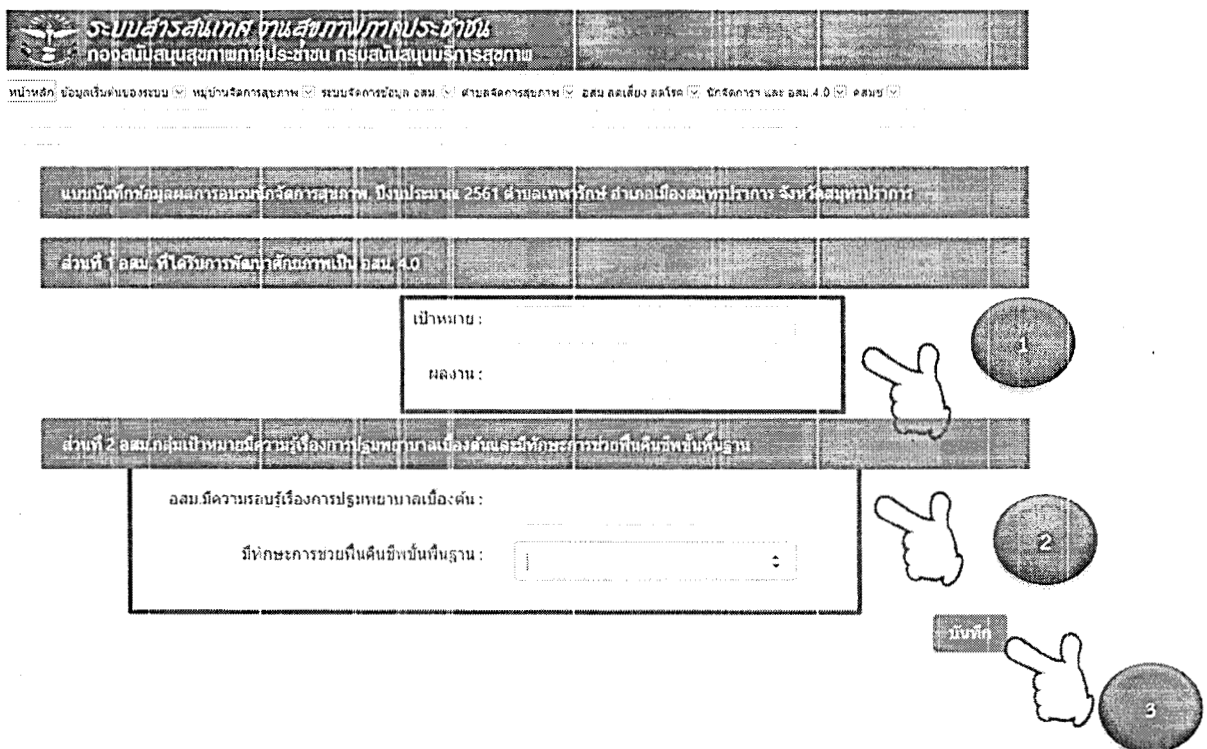 ระบบสารสนเทศ งานสุขภาพภาคประชาชน
กองสนับสนุนสุขภาพภาคประชาชน กรมสนับสนุนบริการสุขภาพ
หน้าหลัก ข้อมูลเริ่มต้นของระบบ หมู่บ้านจัดการสุขภาพ ระบบจัดการข้อมูล อสม. ตำบลจัดการสุขภาพ อสม ลดเสี่ยง ลดโรค นักจัดการฯ และ อสม.4.0 คสมช
แบบบันทึกข้อมูลผลการอบรมนักจัดการสุขภาพ. ปีงบประมาณ 2561 ตำบลเทพารักษ์ อำเภอเมืองสมุทรปราการ จังหวัดสมุทรปราการ
ส่วนที่ 1 อสม. ที่ได้รับการพัฒนาศักยภาพเป็น อสม. 4.0
เป้าหมาย :
1
ผลงาน :
ส่วนที่ 2 อสม.กลุ่มเป้าหมายมีความรู้เรื่องการปฐมพยาบาลเบื้องต้นและมีทักษะการช่วยฟื้นคืนชีพขั้นพื้นฐาน
อสม.มีความรอบรู้เรื่องการปฐมพยาบาลเบื้องต้น :
มีทักษะการช่วยฟื้นคืนชีพขั้นพื้นฐาน :
2
บันทึก
3